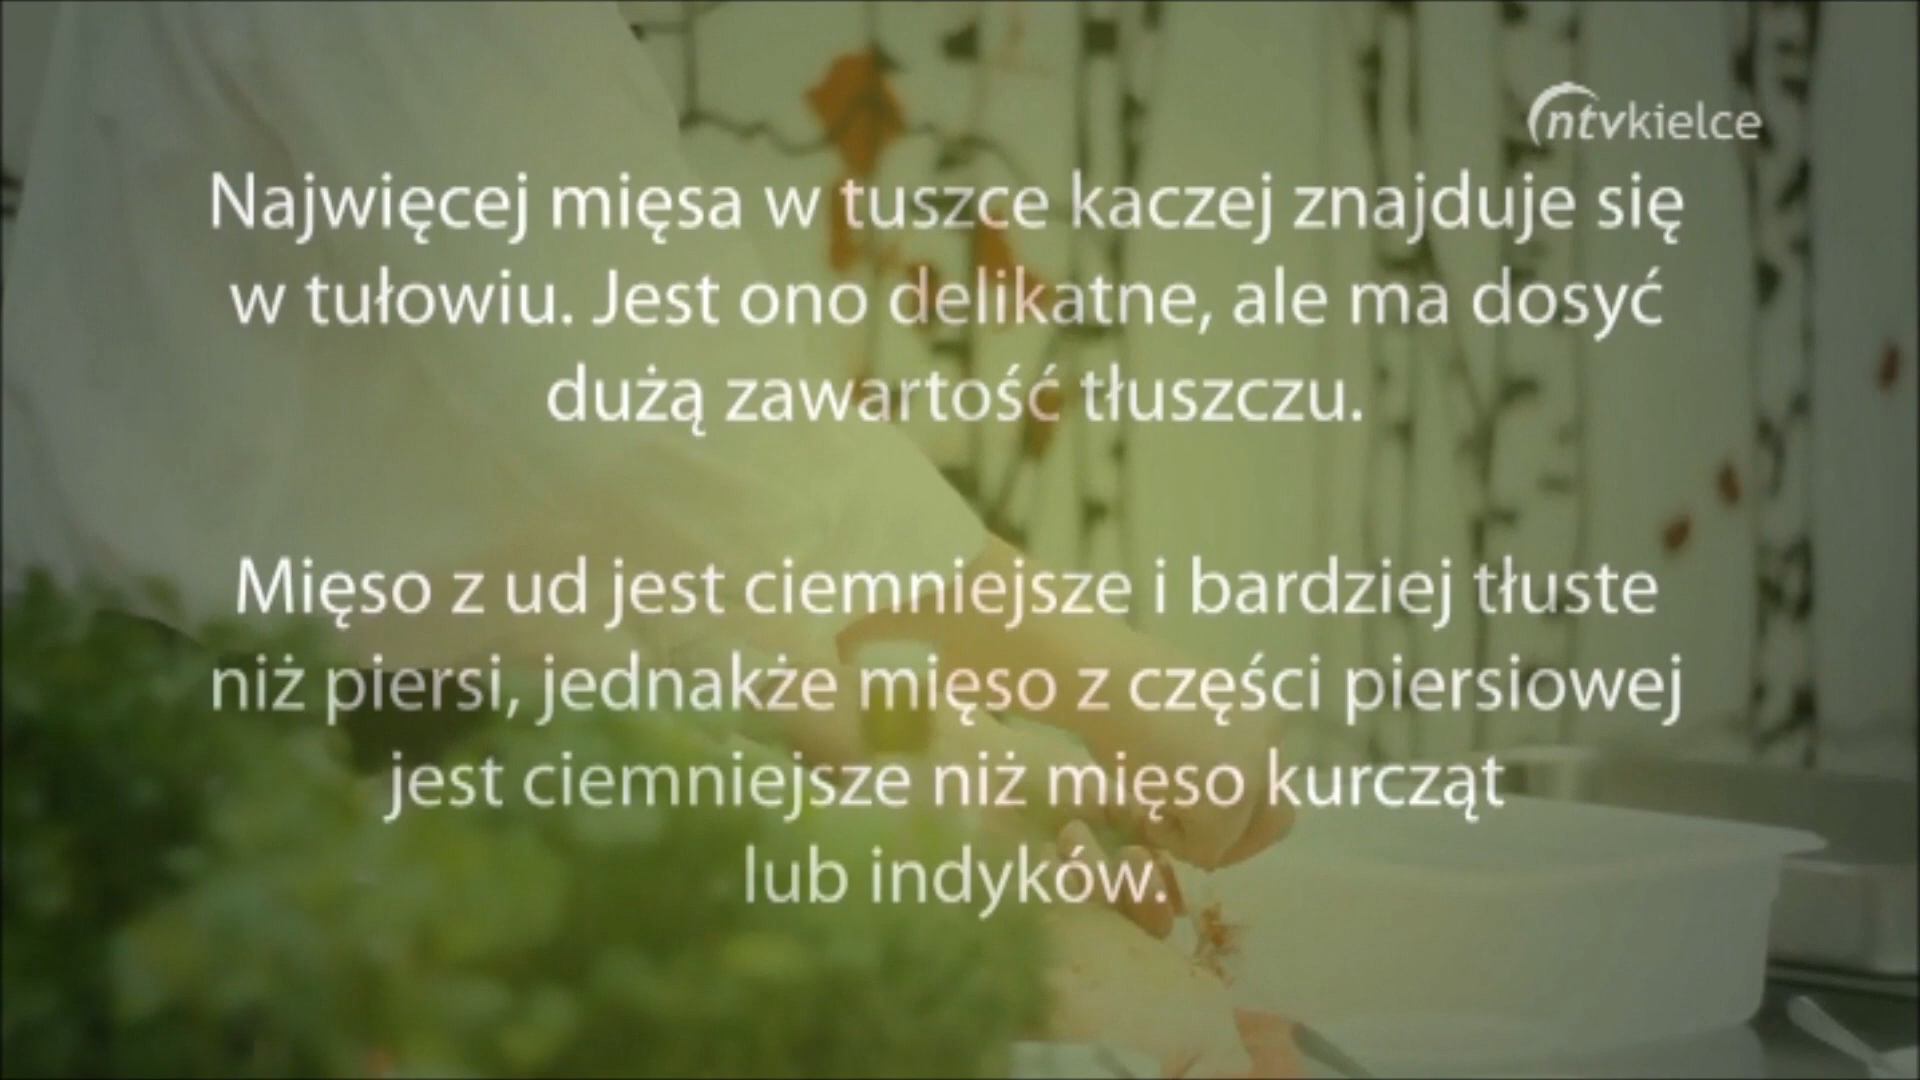 ntvkielce
Najwięcej mięsa w tuszce kaczej znajduje się
w tułowiu. Jest ono delikatne, ale ma dosyć
dużą zawartość tłuszczu.
Mięso z ud jest ciemniejsze i bardziej tłuste
niż piersi, jednakże mięso z części piersiowej
jest ciemniejsze niż mięso kurcząt
lub indyków.